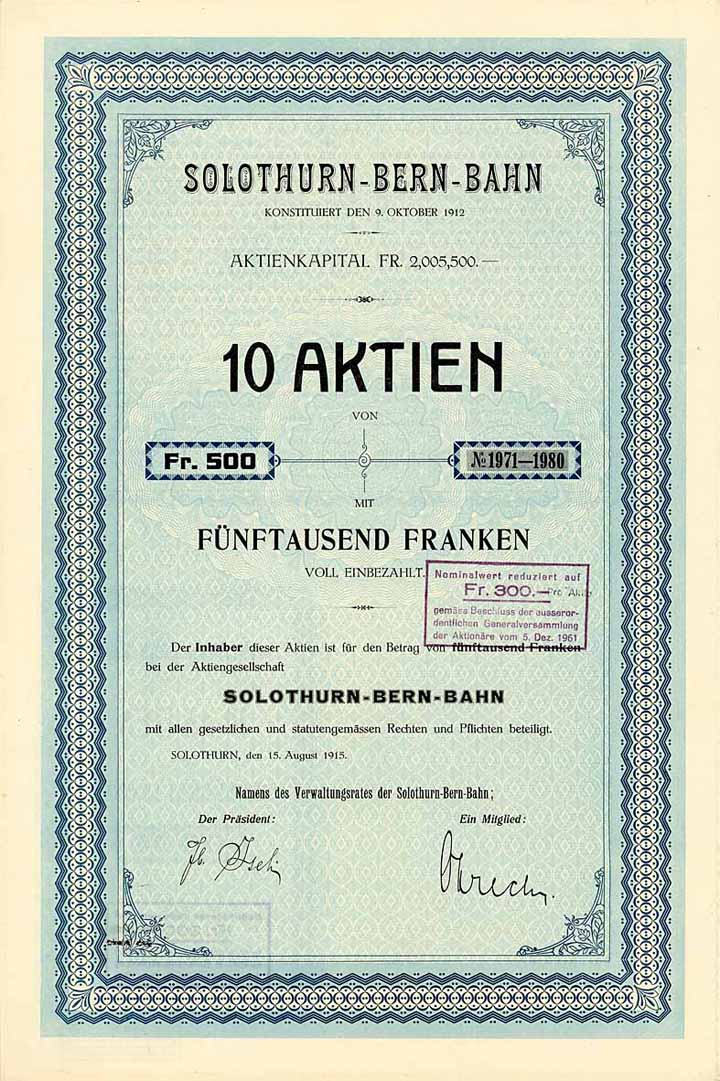 SOLOTHURN-BERN-BAHN
KONSTITUIERT DEN 9. OKTOBER 1912
AKTIENKAPITAL FR. 2,005,500.—
10 AKTIEN
VON
Fr. 500
№ 1971—1980
MIT
FÜNFTAUSEND FRANKEN
VOLL EINBEZAHLT.
Nominalwert reduziert auf
Fr. 300.— Pro Aktie
gemäss Beschluss der ausseror-
dentlichen Generalversammlung
der Aktionäre vom 5. Dez. 1961
Der Inhaber dieser Aktien ist für den Betrag von fünftausend Franken
bei der Aktiengesellschaft
SOLOTHURN-BERN-BAHN
mit allen gesetzlichen und statutengemässen Rechten und Pflichten beteiligt.
SOLOTHURN, den 15. August 1915.
Namens des Verwaltungsrates der Solothurn-Bern-Bahn;
Der Präsident:
Ein Mitglied: